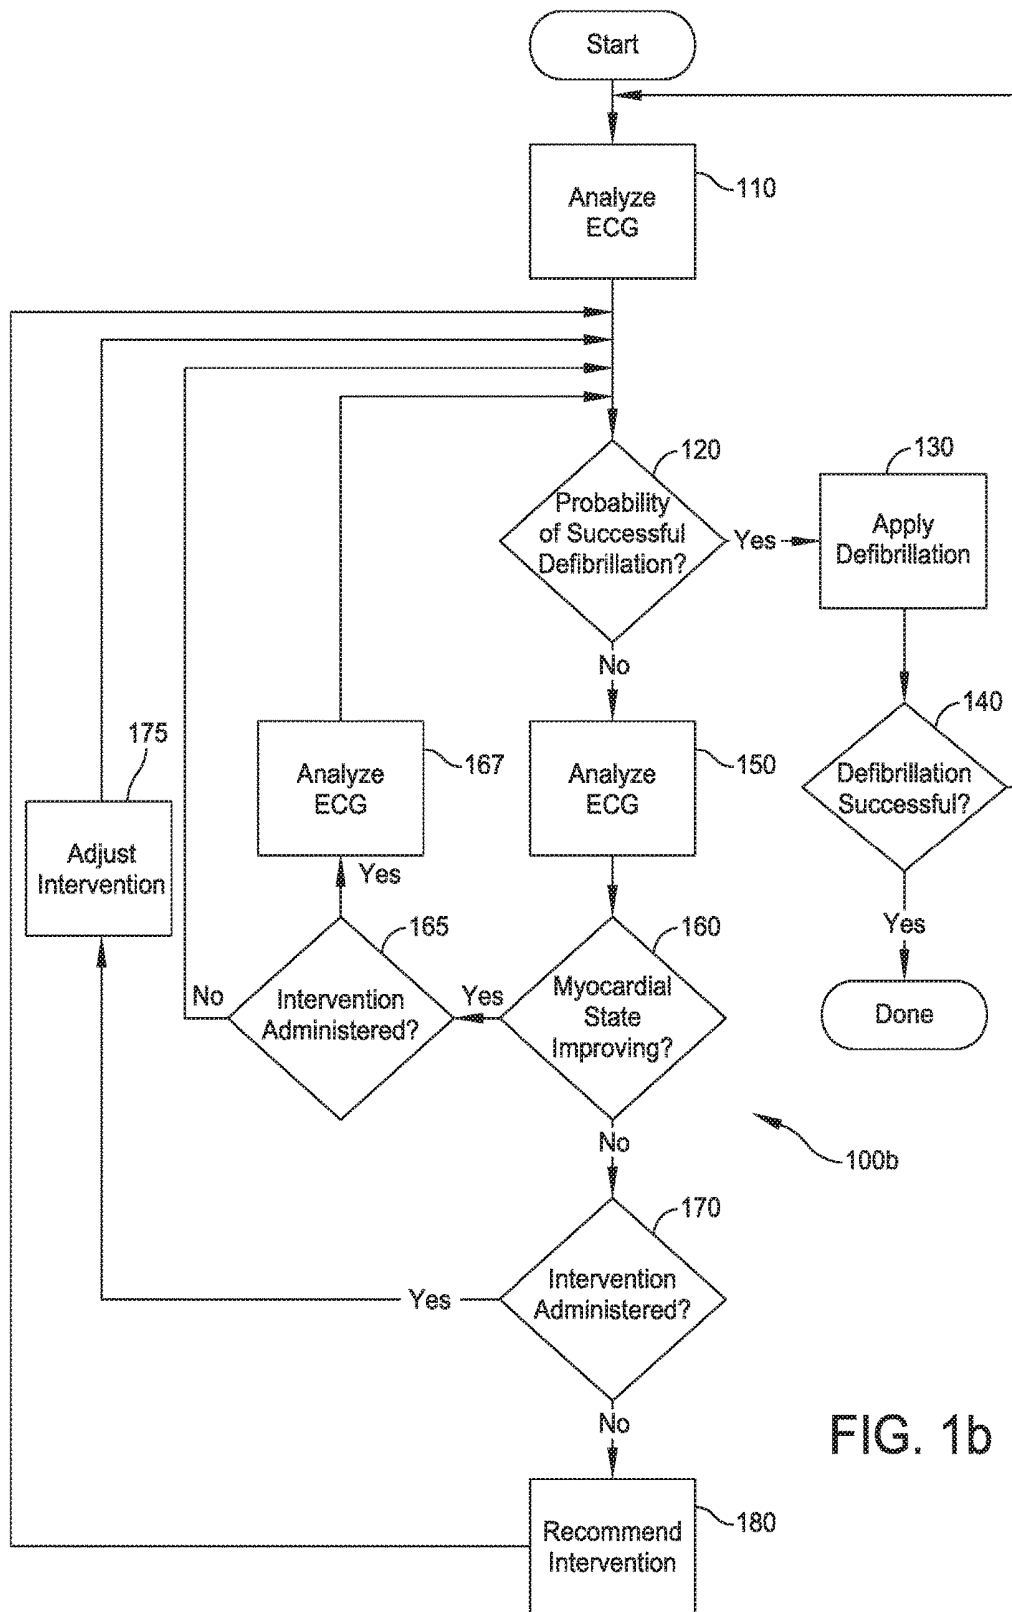 Start
Analyze
ECG
110
Probability
of Successful
Defibrillation?
120
Yes
130
Apply
Defibrillation
No
175
Analyze
ECG
167
Analyze
ECG
150
140
Defibrillation
Successful?
Adjust
Intervention
Yes
165
160
Yes
No
Intervention
Administered?
Yes
Myocardial
State
Improving?
Done
No
100b
170
Intervention
Administered?
Yes
No
FIG. 1b
Recommend
Intervention
180